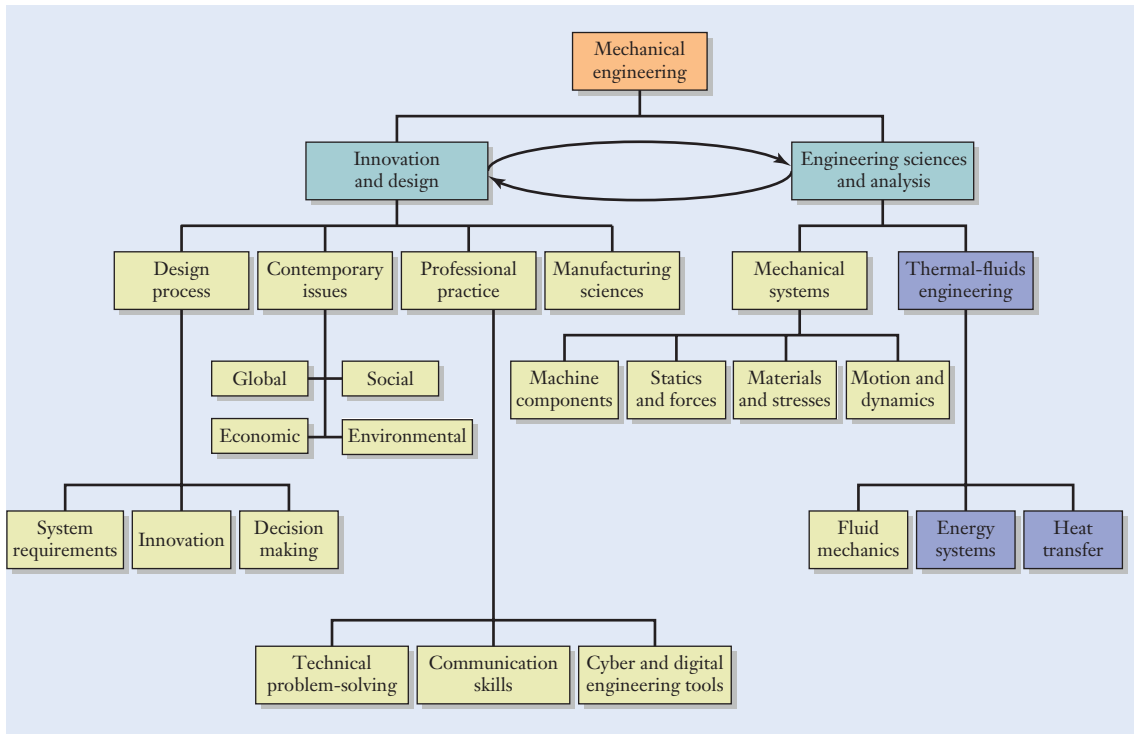 Mechanical
engineering
Innovation
and design
Engineering sciences
and analysis
Design
process
Contemporary
issues
Professional
practice
Manufacturing
sciences
Mechanical
systems
Thermal-fluids
engineering
Global
Social
Economic
Environmental
Machine
components
Statics
and forces
Materials
and stresses
Motion and
dynamics
System
requirements
Innovation
Decision
making
Fluid
mechanics
Energy
systems
Heat
transfer
Technical
problem-solving
Communication
skills
Cyber and digital
engineering tools